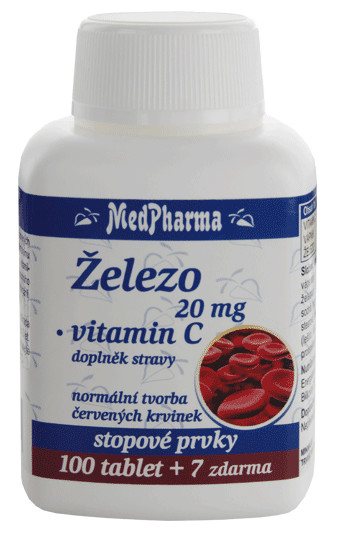 MedPharma
Železo
20 mg
• vitamin C
doplněk stravy
normální tvorba
červených krvinek
stopové prvky
100 tablet + 7 zdarma